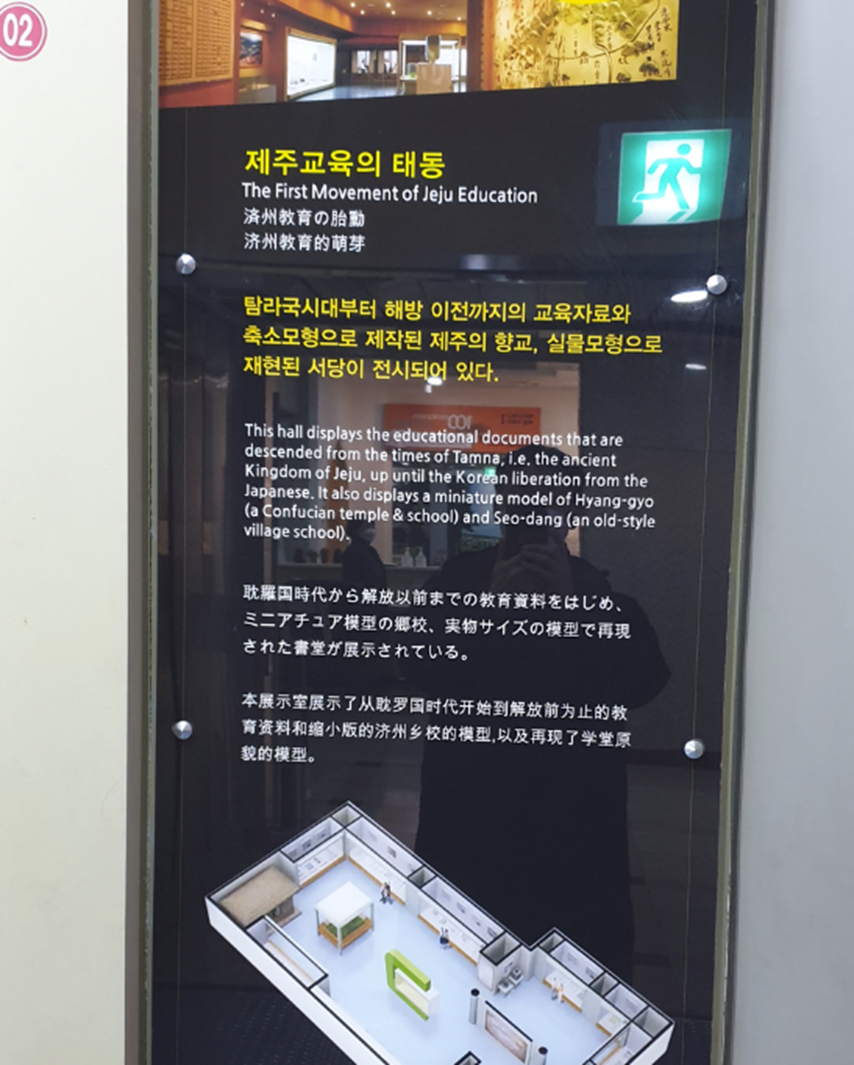 02
제주교육의 태동
The First Movement of Jeju Education
済州教育の胎動
济州教育的萌芽
탐라국시대부터 해방 이전까지의 교육자료와
축소모형으로 제작된 제주의 향교, 실물모형으로
재현된 서당이 전시되어 있다.
This hall displays the educational documents that are
descended from the times of Tamna, i.e. the ancient
Kingdom of Jeju, up until the Korean liberation from the
Japanese. It also displays a miniature model of Hyang-gyo
(a Confucian temple & school) and Seo-dang (an old-style
village school).
耽羅国時代から解放以前までの教育資料をはじめ、
ミニアチュア模型の郷校、実物サイズの模型で再現
された書堂が展示されている。
本展示室展示了从耽罗国时代开始到解放前为止的教
育资料和缩小版的济州乡校的模型,以及再现了学堂原
貌的模型。